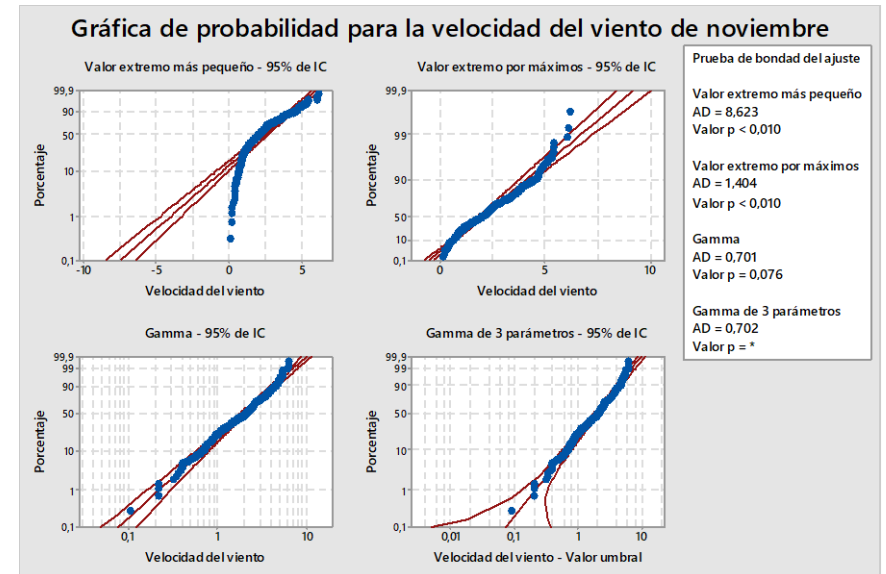 Gráfica de probabilidad para la velocidad del viento de noviembre
Valor extremo más pequeño - 95% de IC
Porcentaje
99,9
90
50
10
1
0,1
-10
-5
0
5
Velocidad del viento
Valor extremo por máximos - 95% de IC
Porcentaje
99,9
99
90
50
10
0,1
0
5
10
Velocidad del viento
Gamma - 95% de IC
Porcentaje
99,9
99
90
50
10
1
0,1
0,1
1
10
Velocidad del viento
Gamma de 3 parámetros - 95% de IC
Porcentaje
99,9
99
90
50
10
1
0,1
0,01
0,1
1
10
Velocidad del viento - Valor umbral
Prueba de bondad del ajuste
Valor extremo más pequeño
AD = 8,623
Valor p < 0,010
Valor extremo por máximos
AD = 1,404
Valor p < 0,010
Gamma
AD = 0,701
Valor p = 0,076
Gamma de 3 parámetros
AD = 0,702
Valor p = *